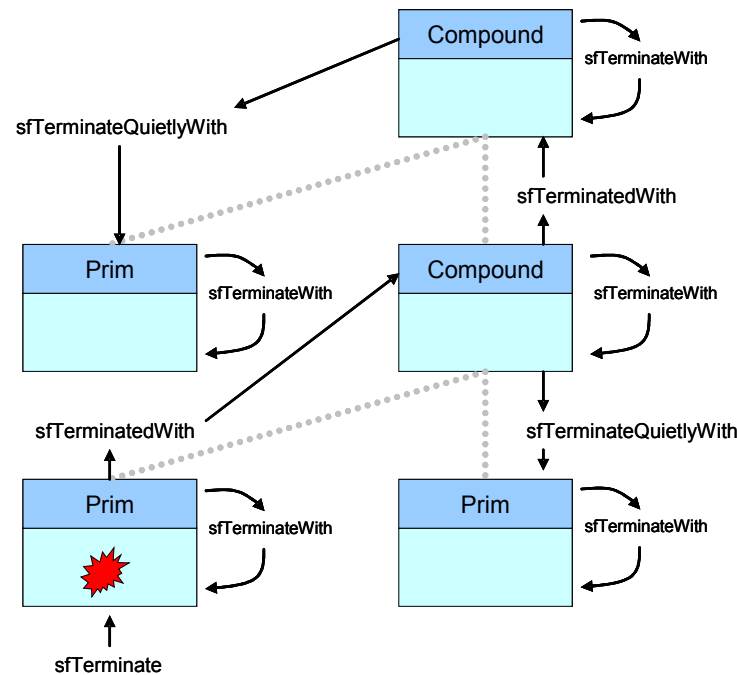 Compound
sfTerminateWith
sfTerminateQuietlyWith
sfTerminatedWith
Prim
sfTerminateWith
Compound
sfTerminateWith
sfTerminatedWith
sfTerminateQuietlyWith
Prim
sfTerminateWith
Prim
sfTerminateWith
sfTerminate